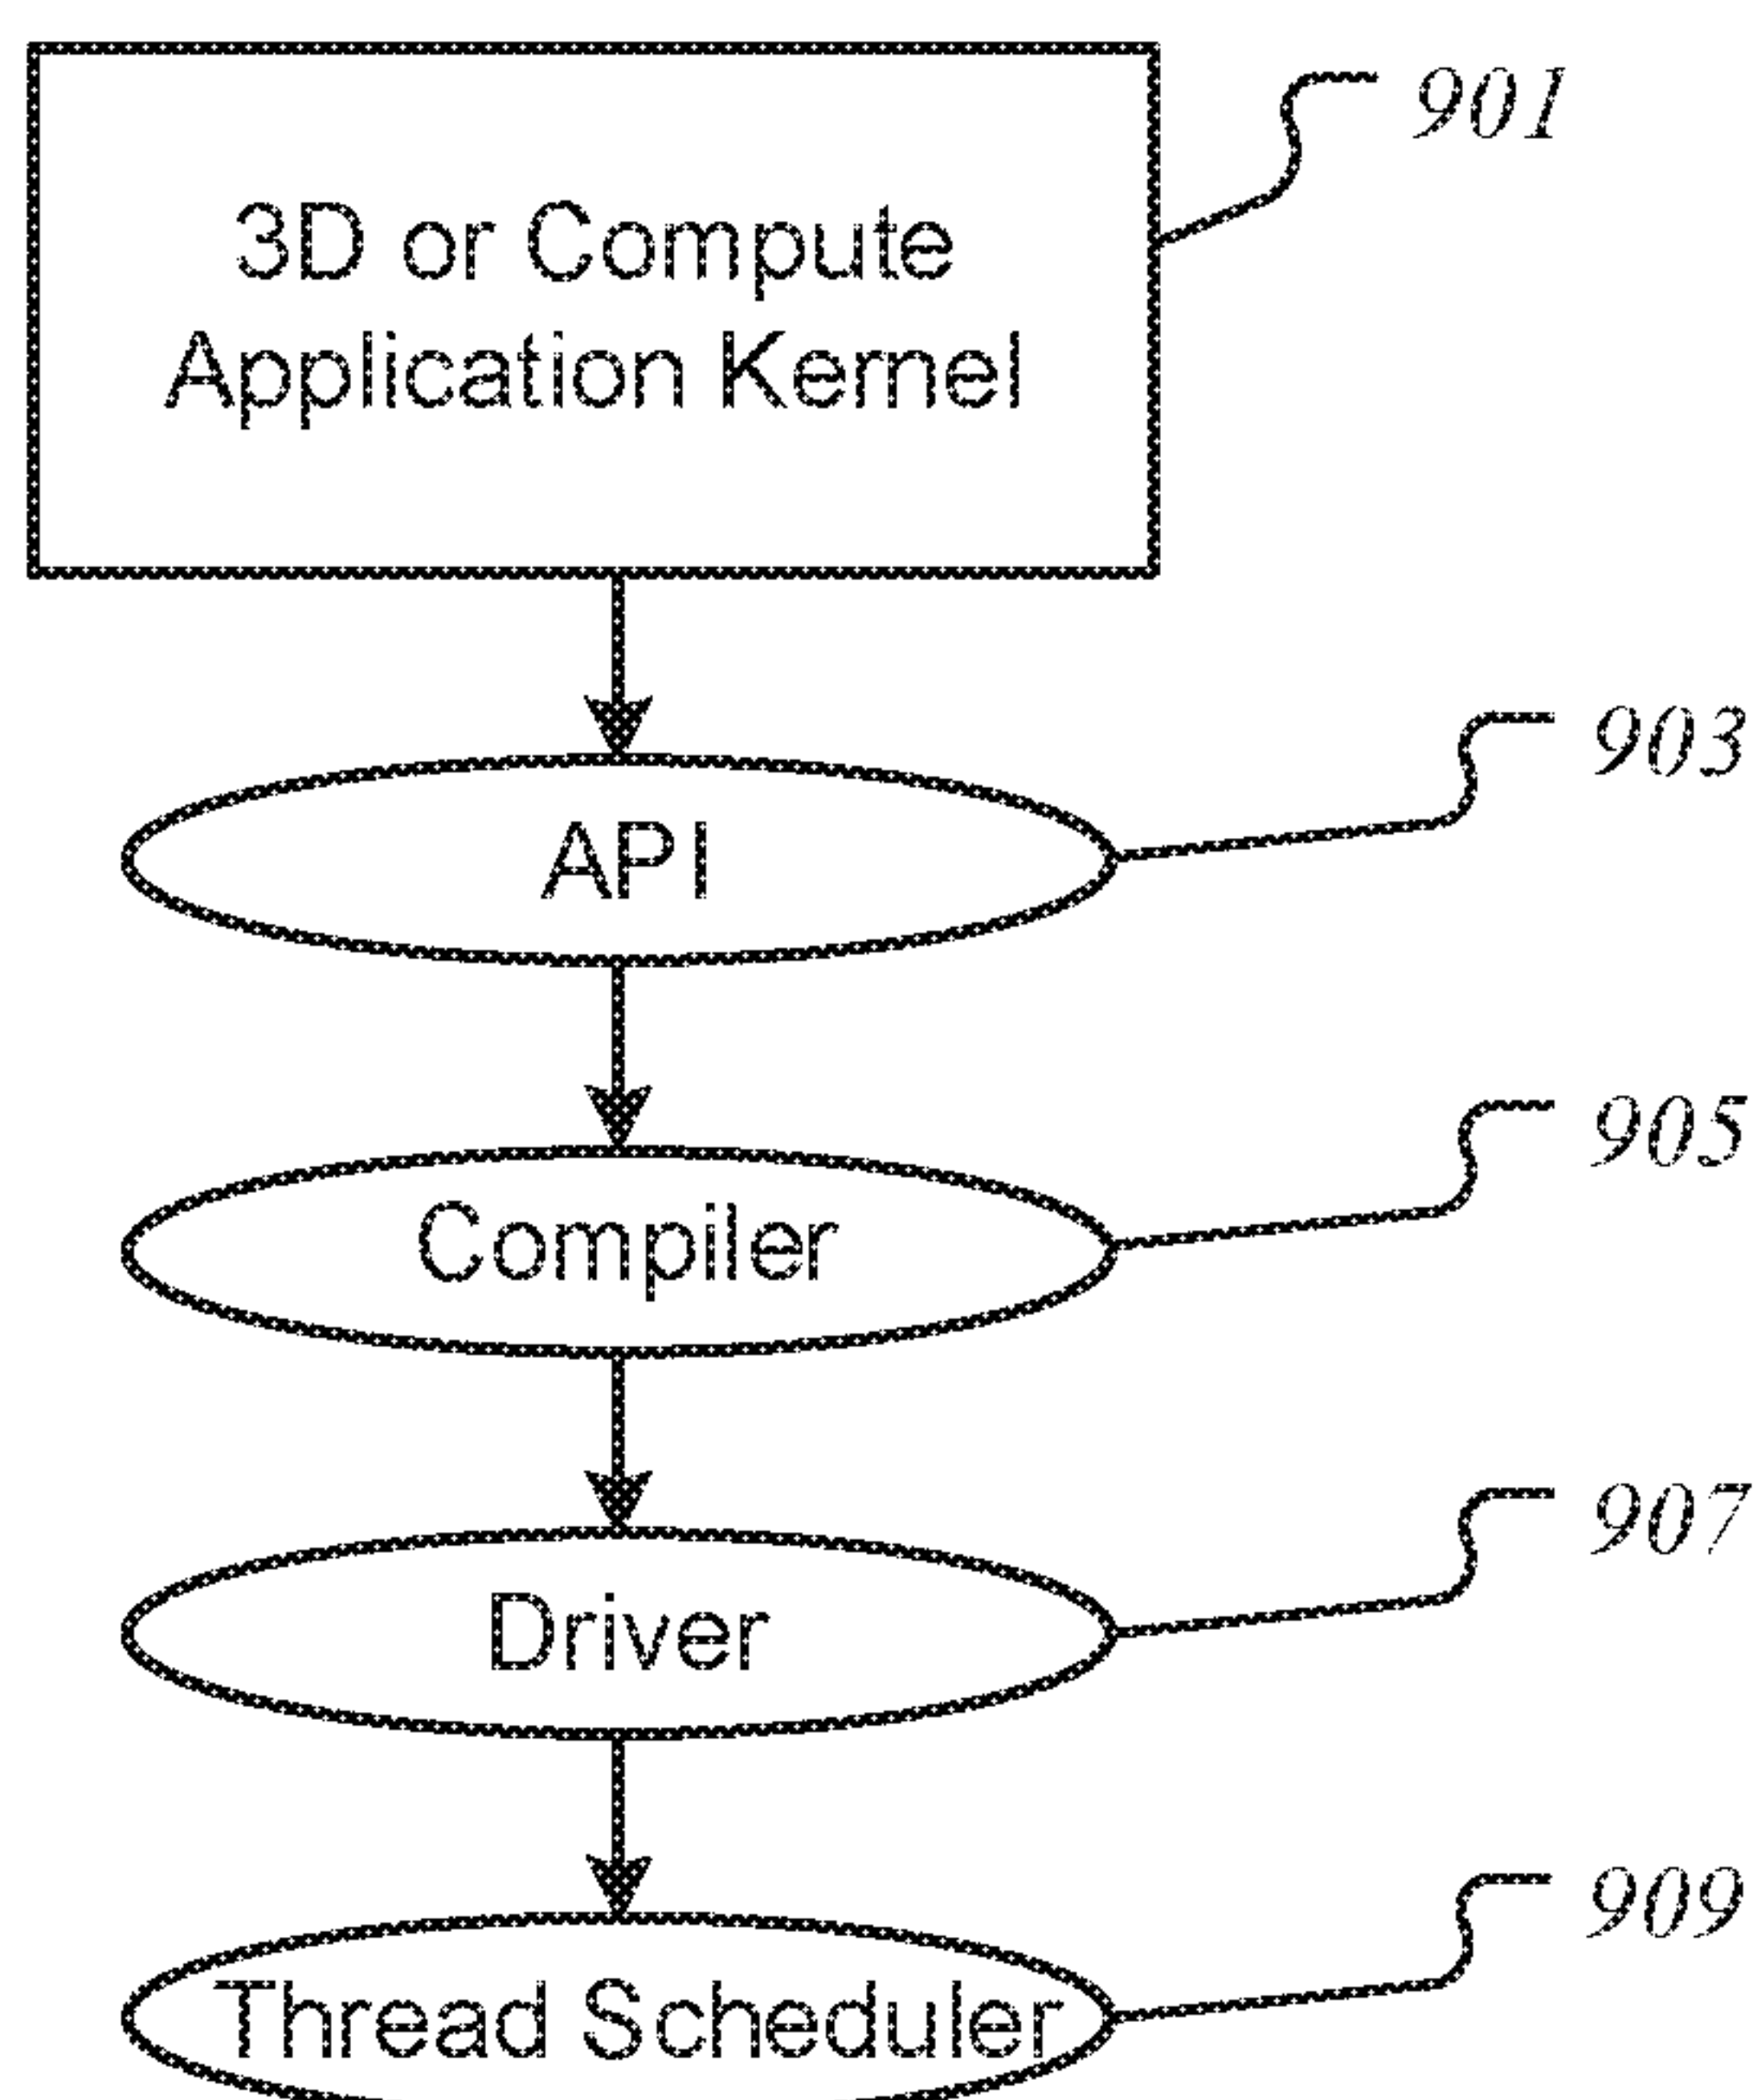 901
3D or Compute
Application Kernel
903
API
905
Compiler
907
Driver
909
Thread Scheduler